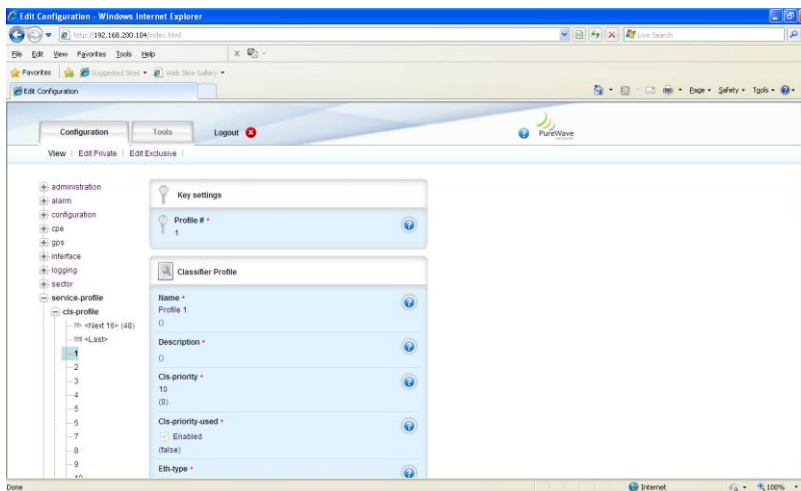 Edit Configuration - Windows Internet Explorer
http://192.168.200.104/index.html
Live Search
File Edit View Favorites Tools Help
Favorites Suggested Sites Web Slice Gallery
Edit Configuration
Page Safety Tools
Configuration Tools Logout
PureWave
View Edit Private Edit Exclusive
administration
alarm
configuration
cpe
gps
interface
logging
sector
service-profile
cls-profile
<Next 16> (48)
<Last>
1
2
3
4
5
6
7
8
9
10
Key settings
Profile # *
1
Classifier Profile
Name *
Profile 1
()
Description *
()
Cls-priority *
10
(0)
Cls-priority-used *
Enabled
(false)
Eth-type *
Done
Internet
100%